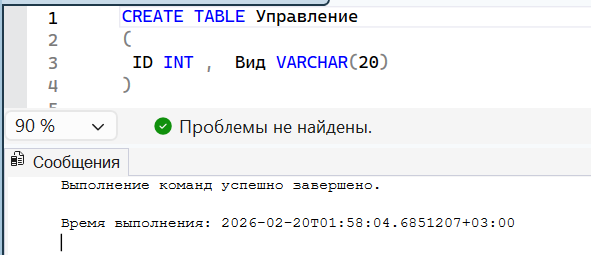 1 CREATE TABLE Управление
2 (
3 ID INT , Вид VARCHAR(20)
4 )
90 % Проблемы не найдены.
Сообщения
Выполнение команд успешно завершено.
Время выполнения: 2026-02-20T01:58:04.6851207+03:00